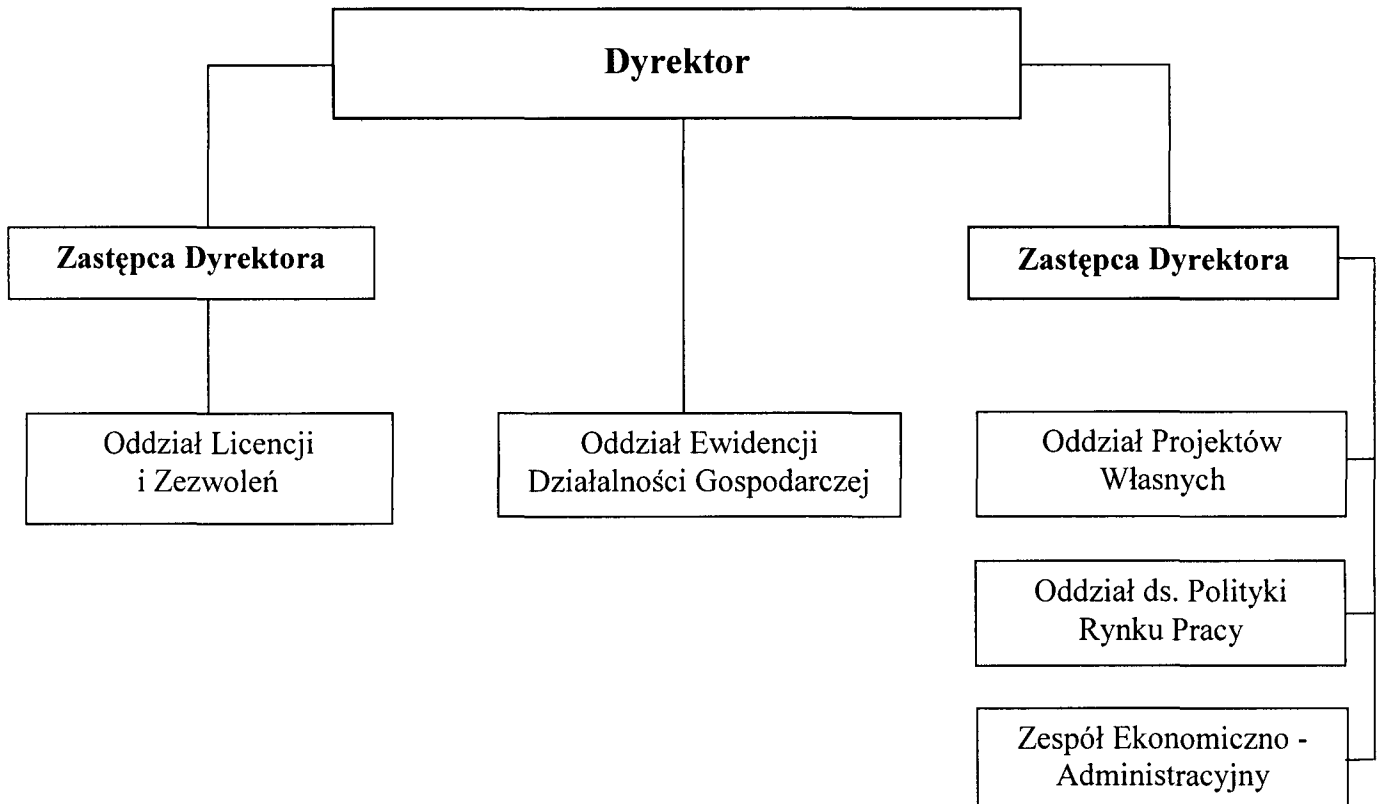 Dyrektor
Zastępca Dyrektora
Zastępca Dyrektora
Oddział Licencji
i Zezwoleń
Oddział Ewidencji
Działalności Gospodarczej
Oddział Projektów
Własnych
Oddział ds. Polityki
Rynku Pracy
Zespół Ekonomiczno -
Administracyjny